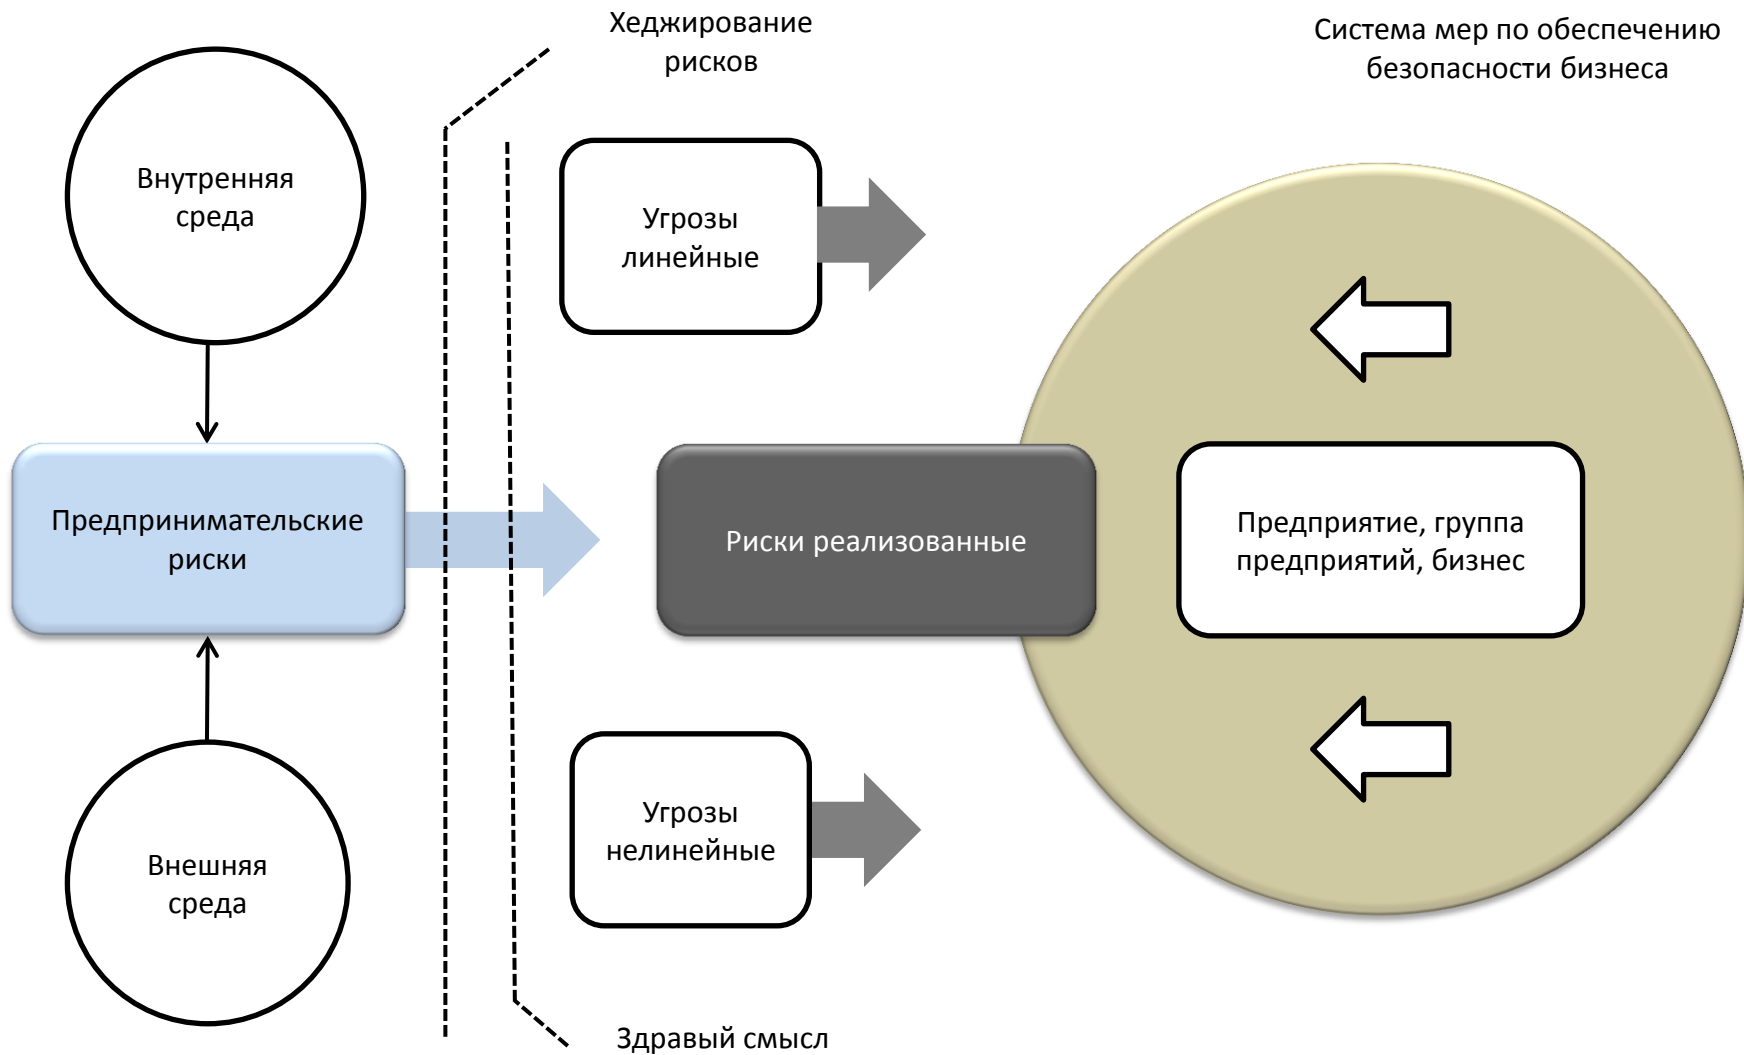 Хеджирование
рисков
Система мер по обеспечению
безопасности бизнеса
Внутренняя
среда
Угрозы
линейные
Предпринимательские
риски
Риски реализованные
Предприятие, группа
предприятий, бизнес
Угрозы
нелинейные
Внешняя
среда
Здравый смысл